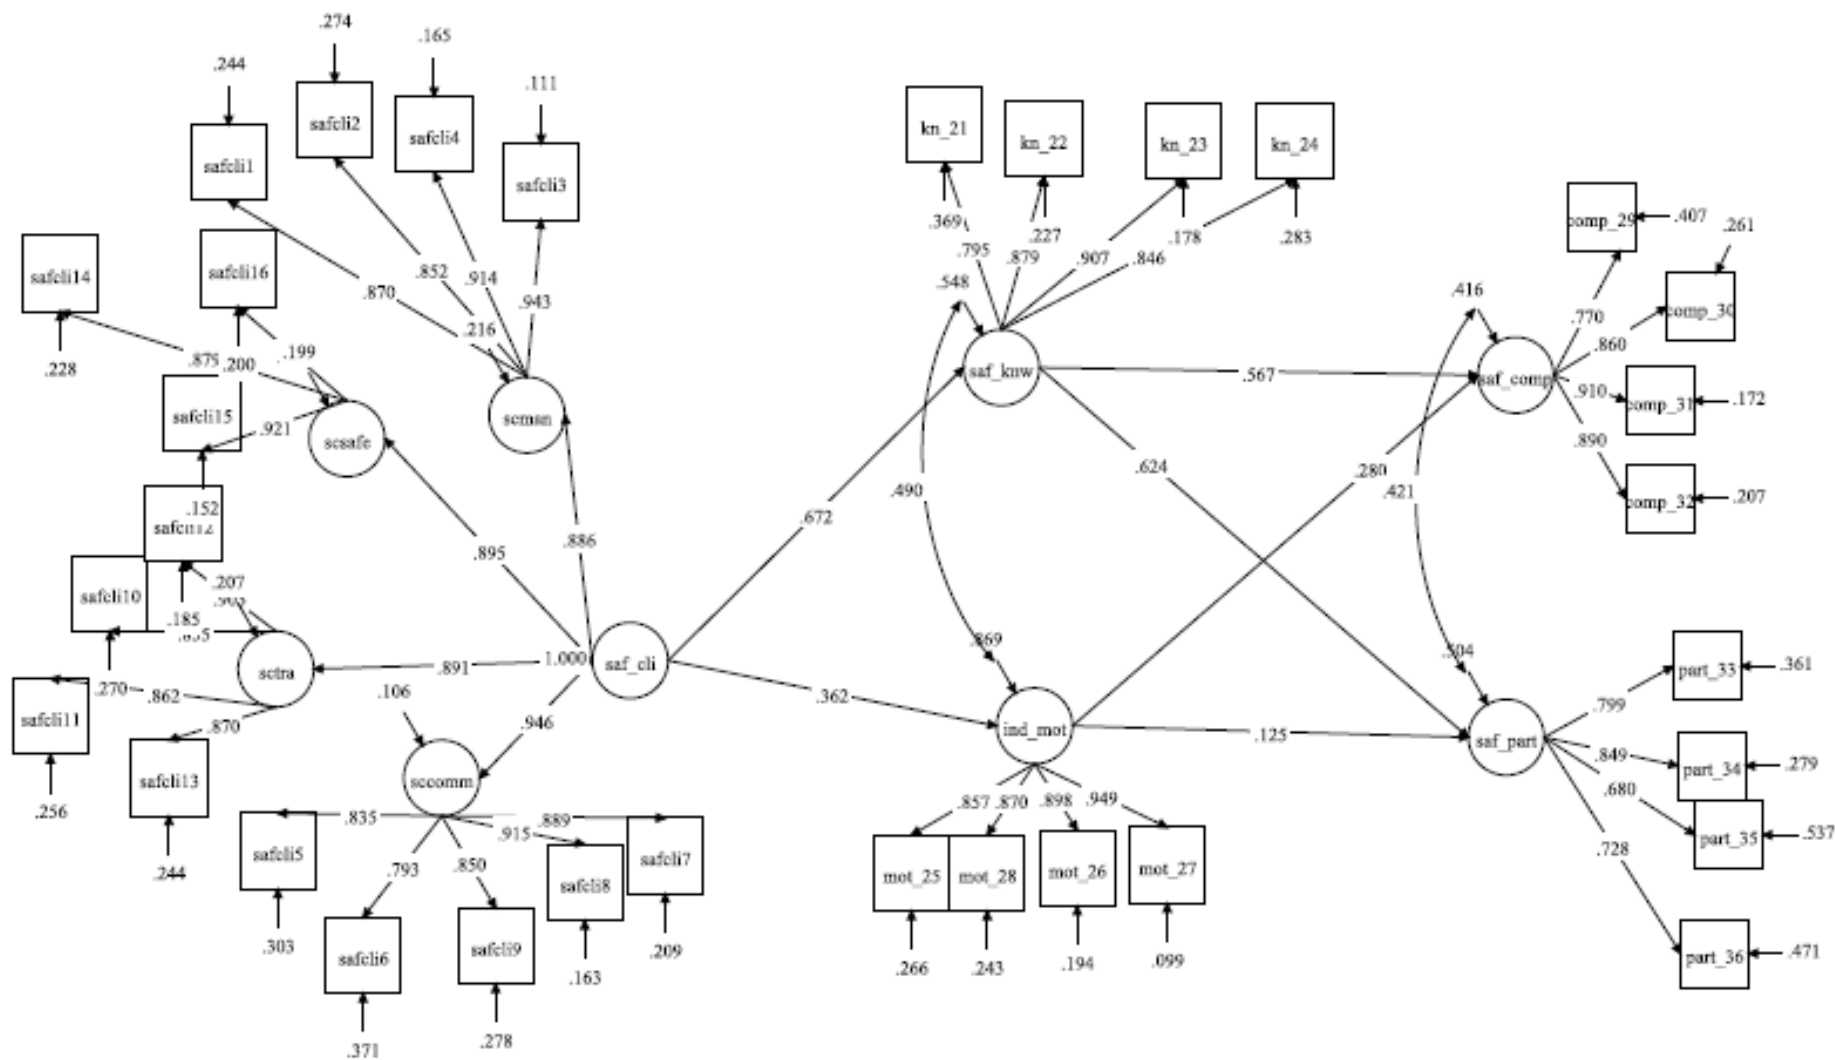 .274
.165
.244
.111
safcli2
safcli4
safcli1
safcli3
kn_21
kn_22
kn_23
kn_24
.369
.227
.178
.283
.795
.879
.907
.846
comp_29
.407
.261
comp_30
.770
.860
comp_31
.172
.910
.890
comp_32
.207
safcli14
safcli16
.870
.852
.914
.943
.216
.228
.875
.200
.199
safcli15
.921
scsafe
scman
.548
saf_knw
.567
.416
saf_comp
.152
safcli12
safcli10
.207
.185
.490
.672
.624
.280
.421
.895
.886
sctra
.891
1.000
saf_cli
.869
.504
.270
.862
safcli11
.870
.256
safcli13
.244
.106
.946
sccomm
.362
ind_mot
.125
saf_part
part_33
.361
.799
.849
part_34
.279
.680
part_35
.537
.728
part_36
.471
.835
.889
.915
safcli5
.793
.850
safcli8
safcli7
.303
safcli6
safcli9
.163
.209
.371
.278
.857
.870
.898
.949
mot_25
mot_28
mot_26
mot_27
.266
.243
.194
.099